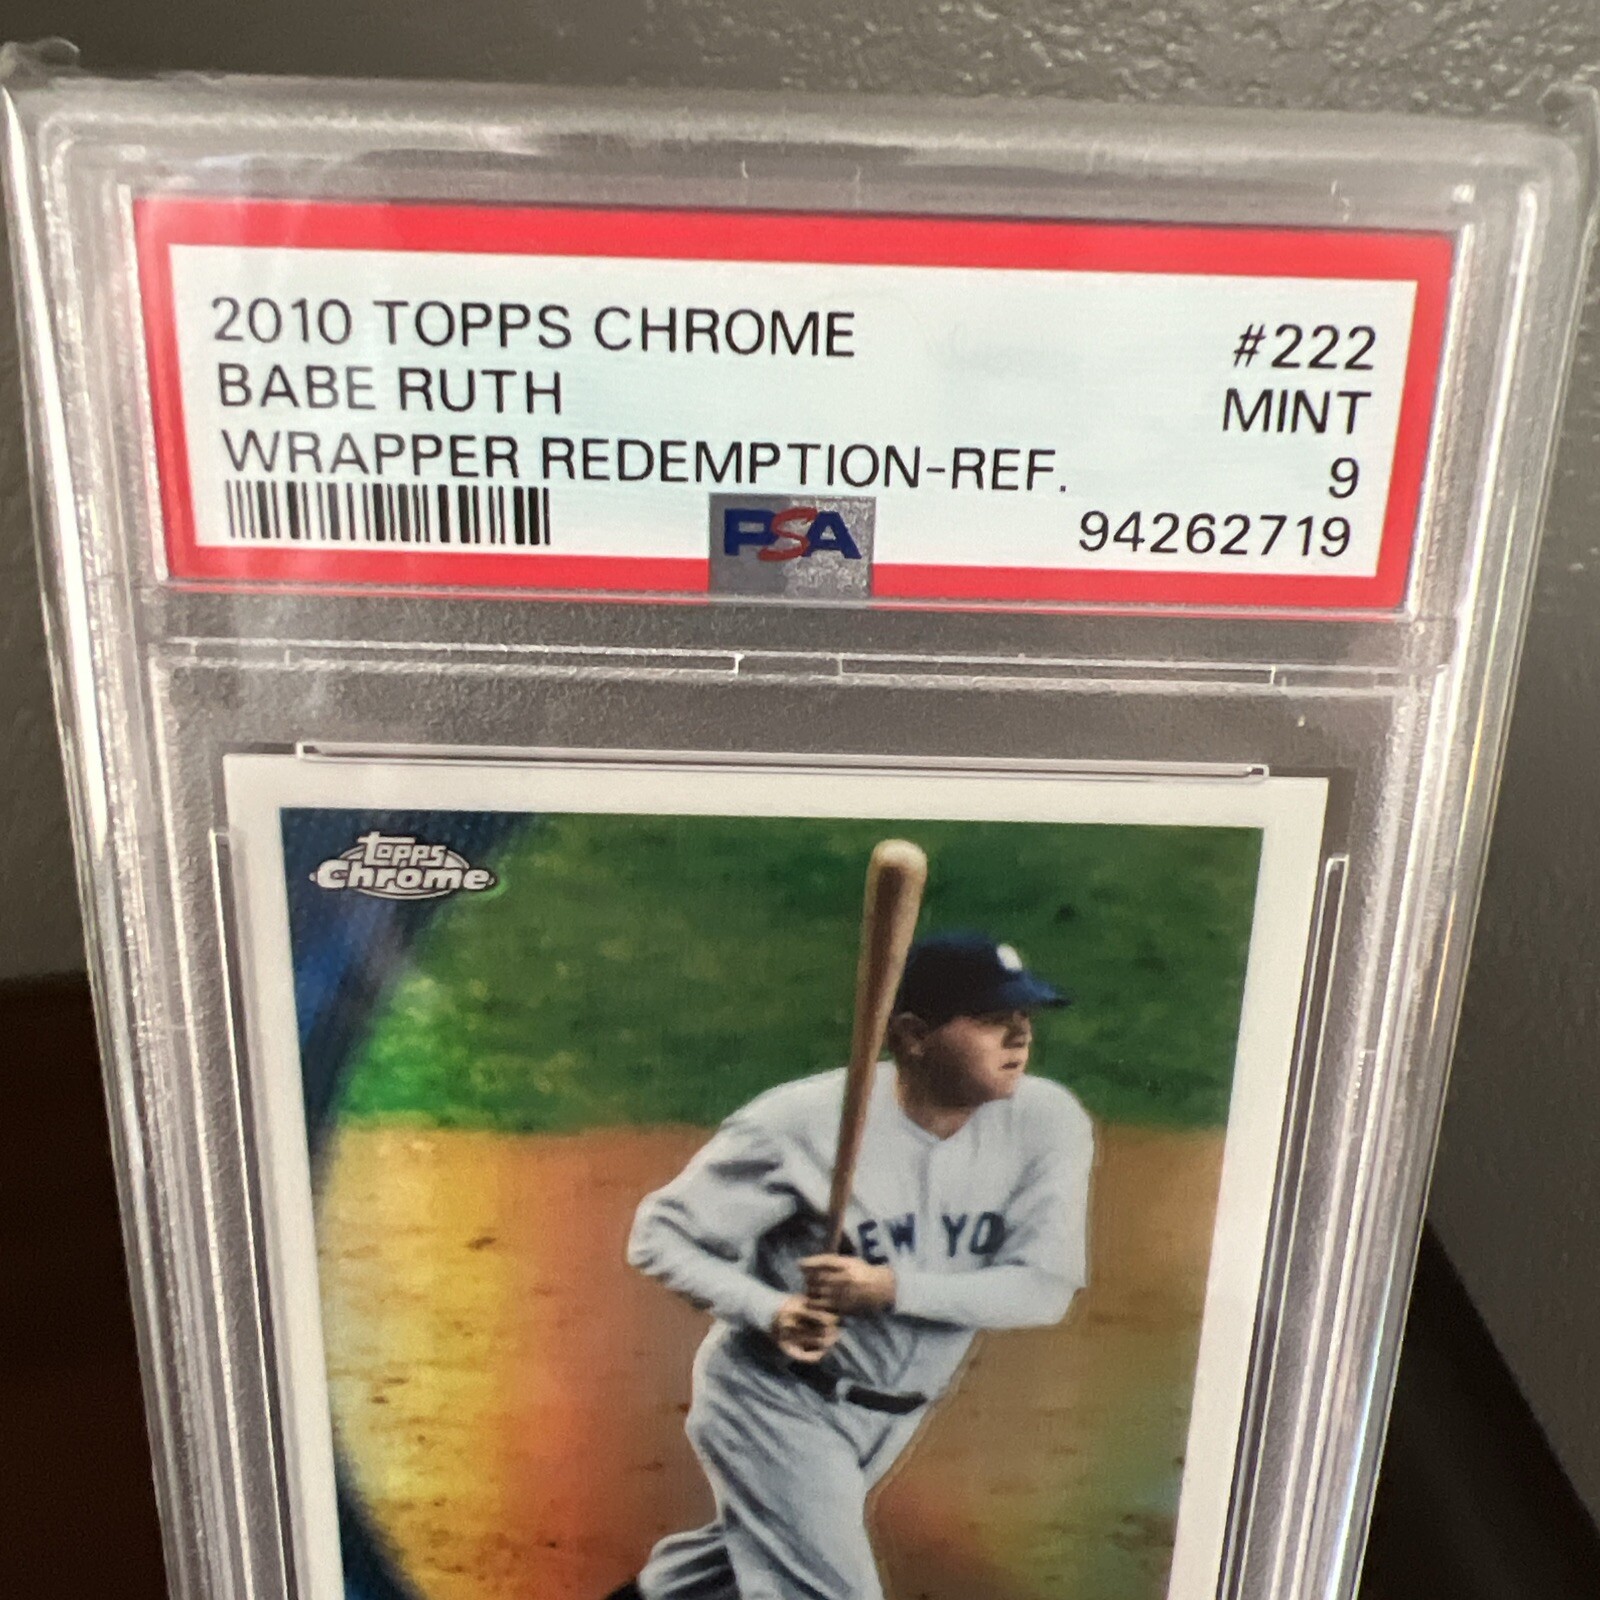 2010 TOPPS CHROME #222
BABE RUTH MINT
WRAPPER REDEMPTION-REF. 9
PSA 94262719
Topps
Chrome
EW YO